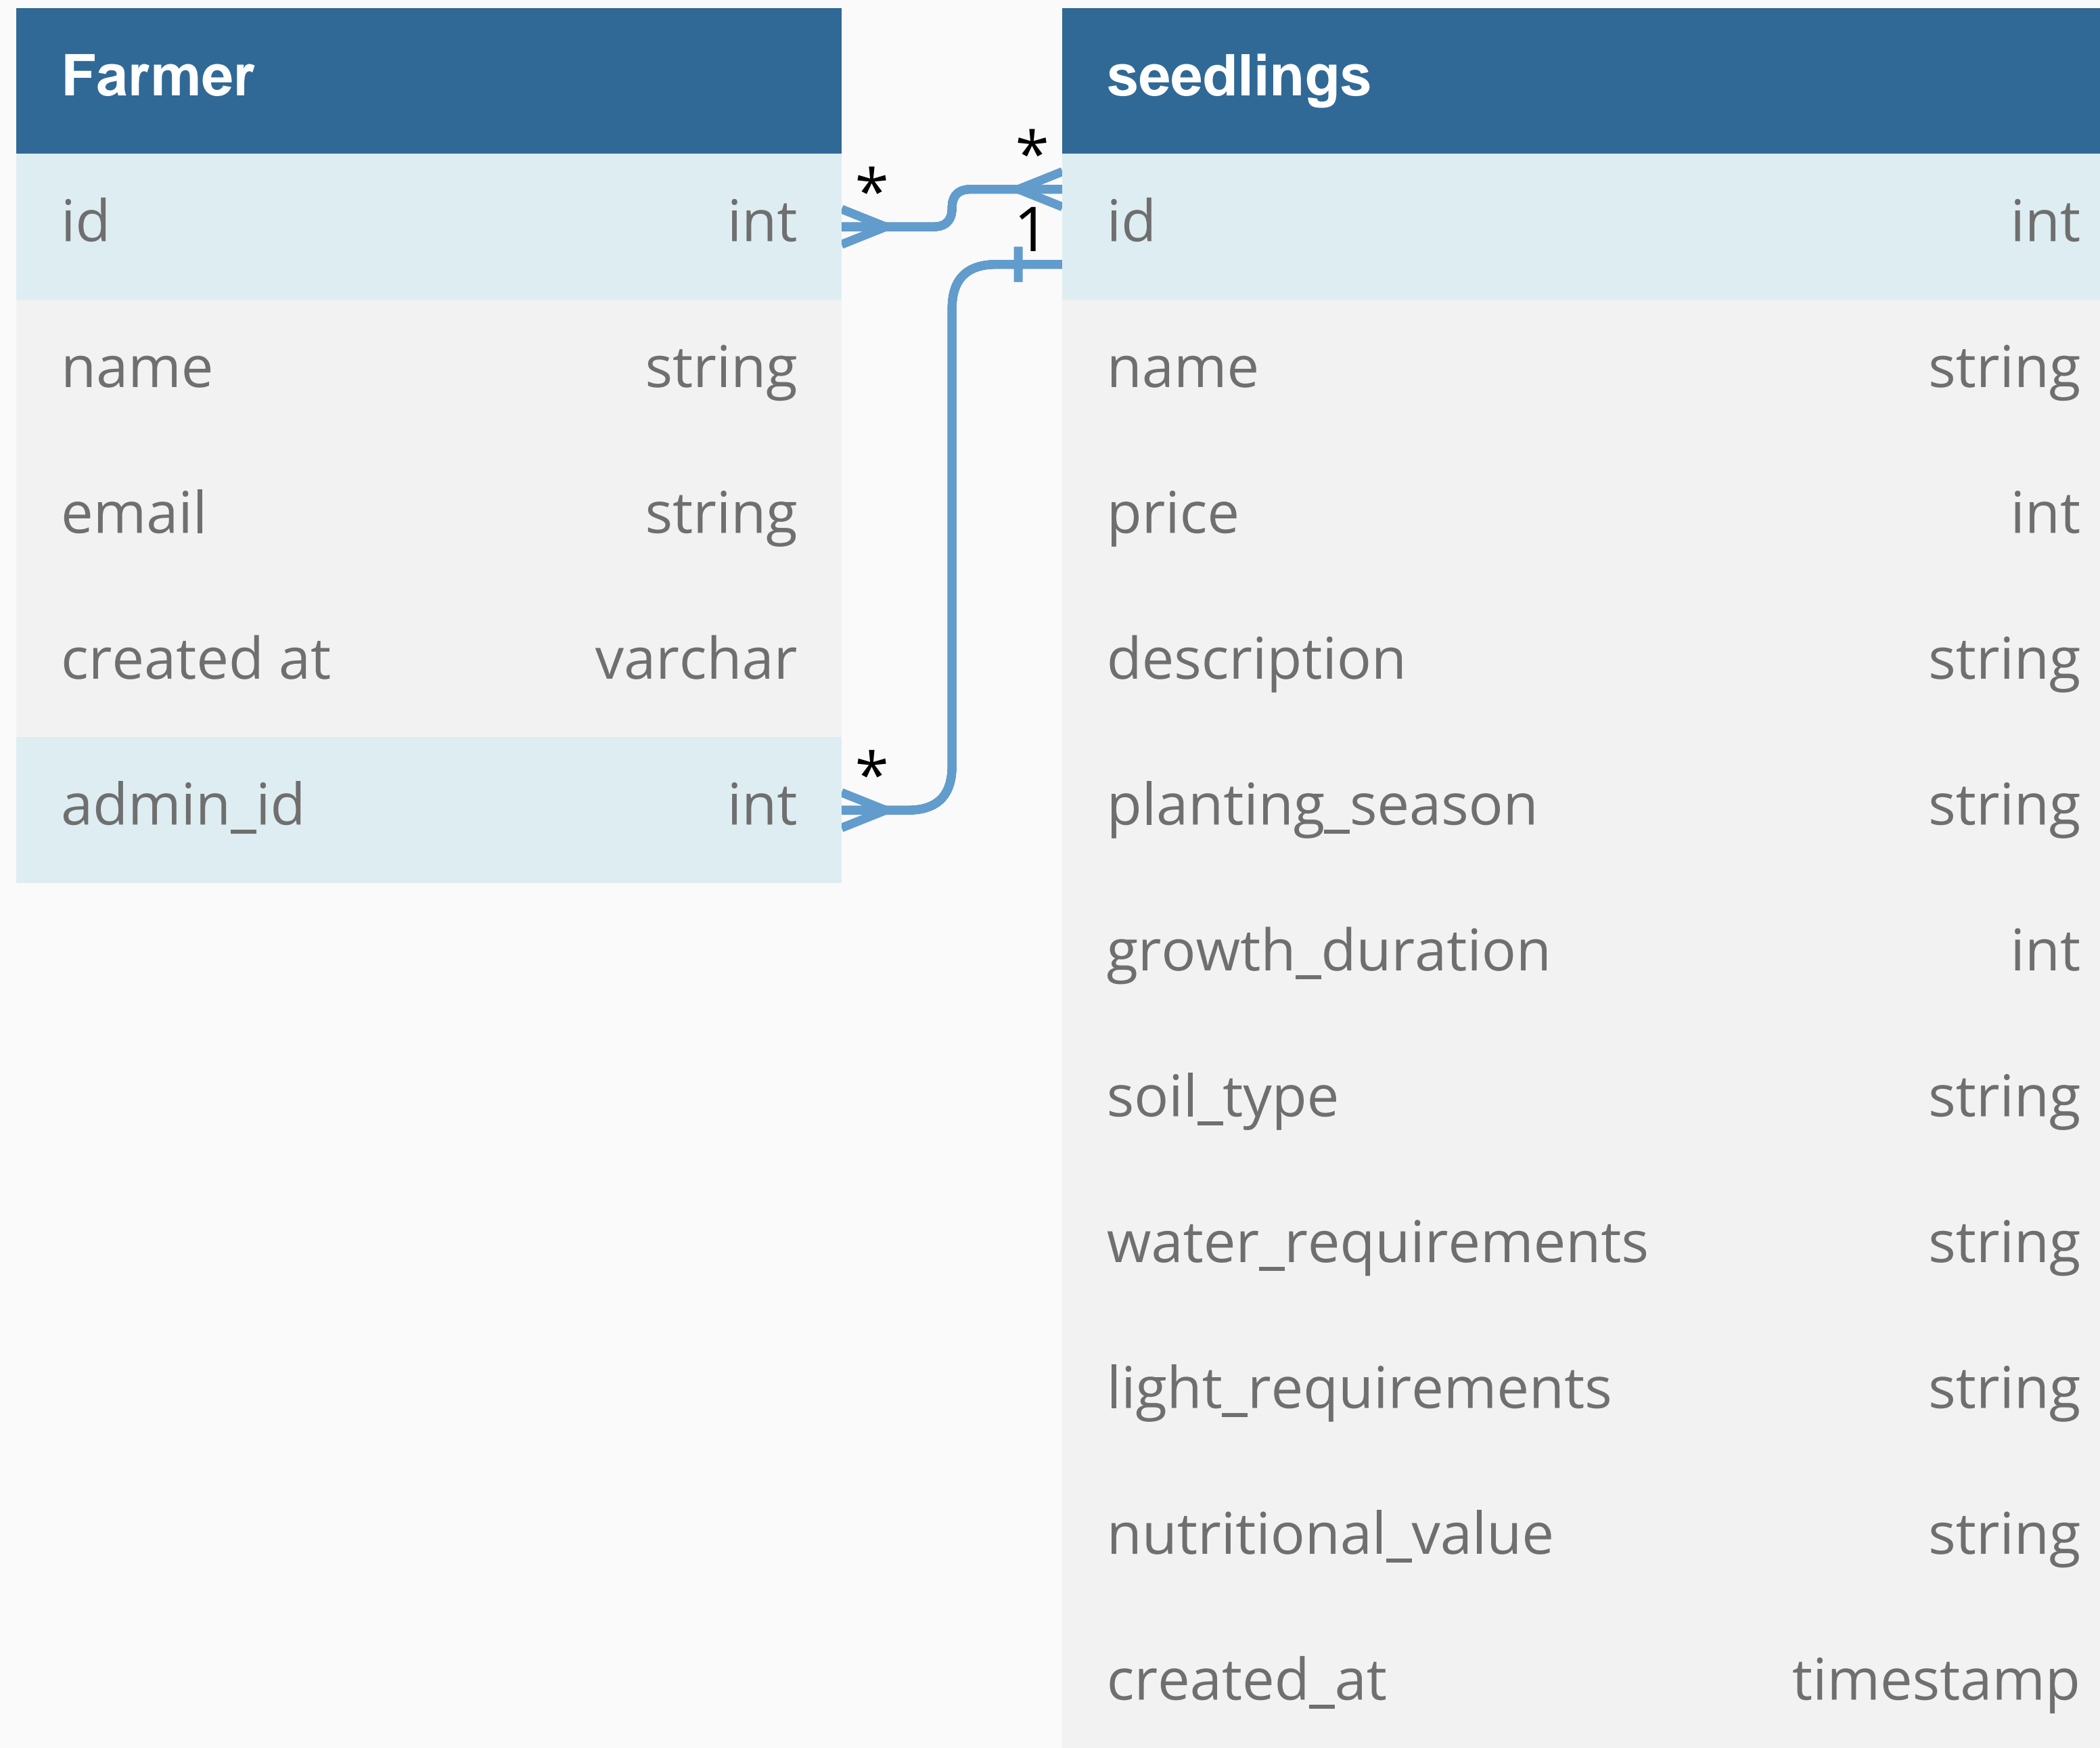 Farmer
id int
name string
email string
created at varchar
admin_id int
* *
1
*
seedlings
id int
name string
price int
description string
planting_season string
growth_duration int
soil_type string
water_requirements string
light_requirements string
nutritional_value string
created_at timestamp